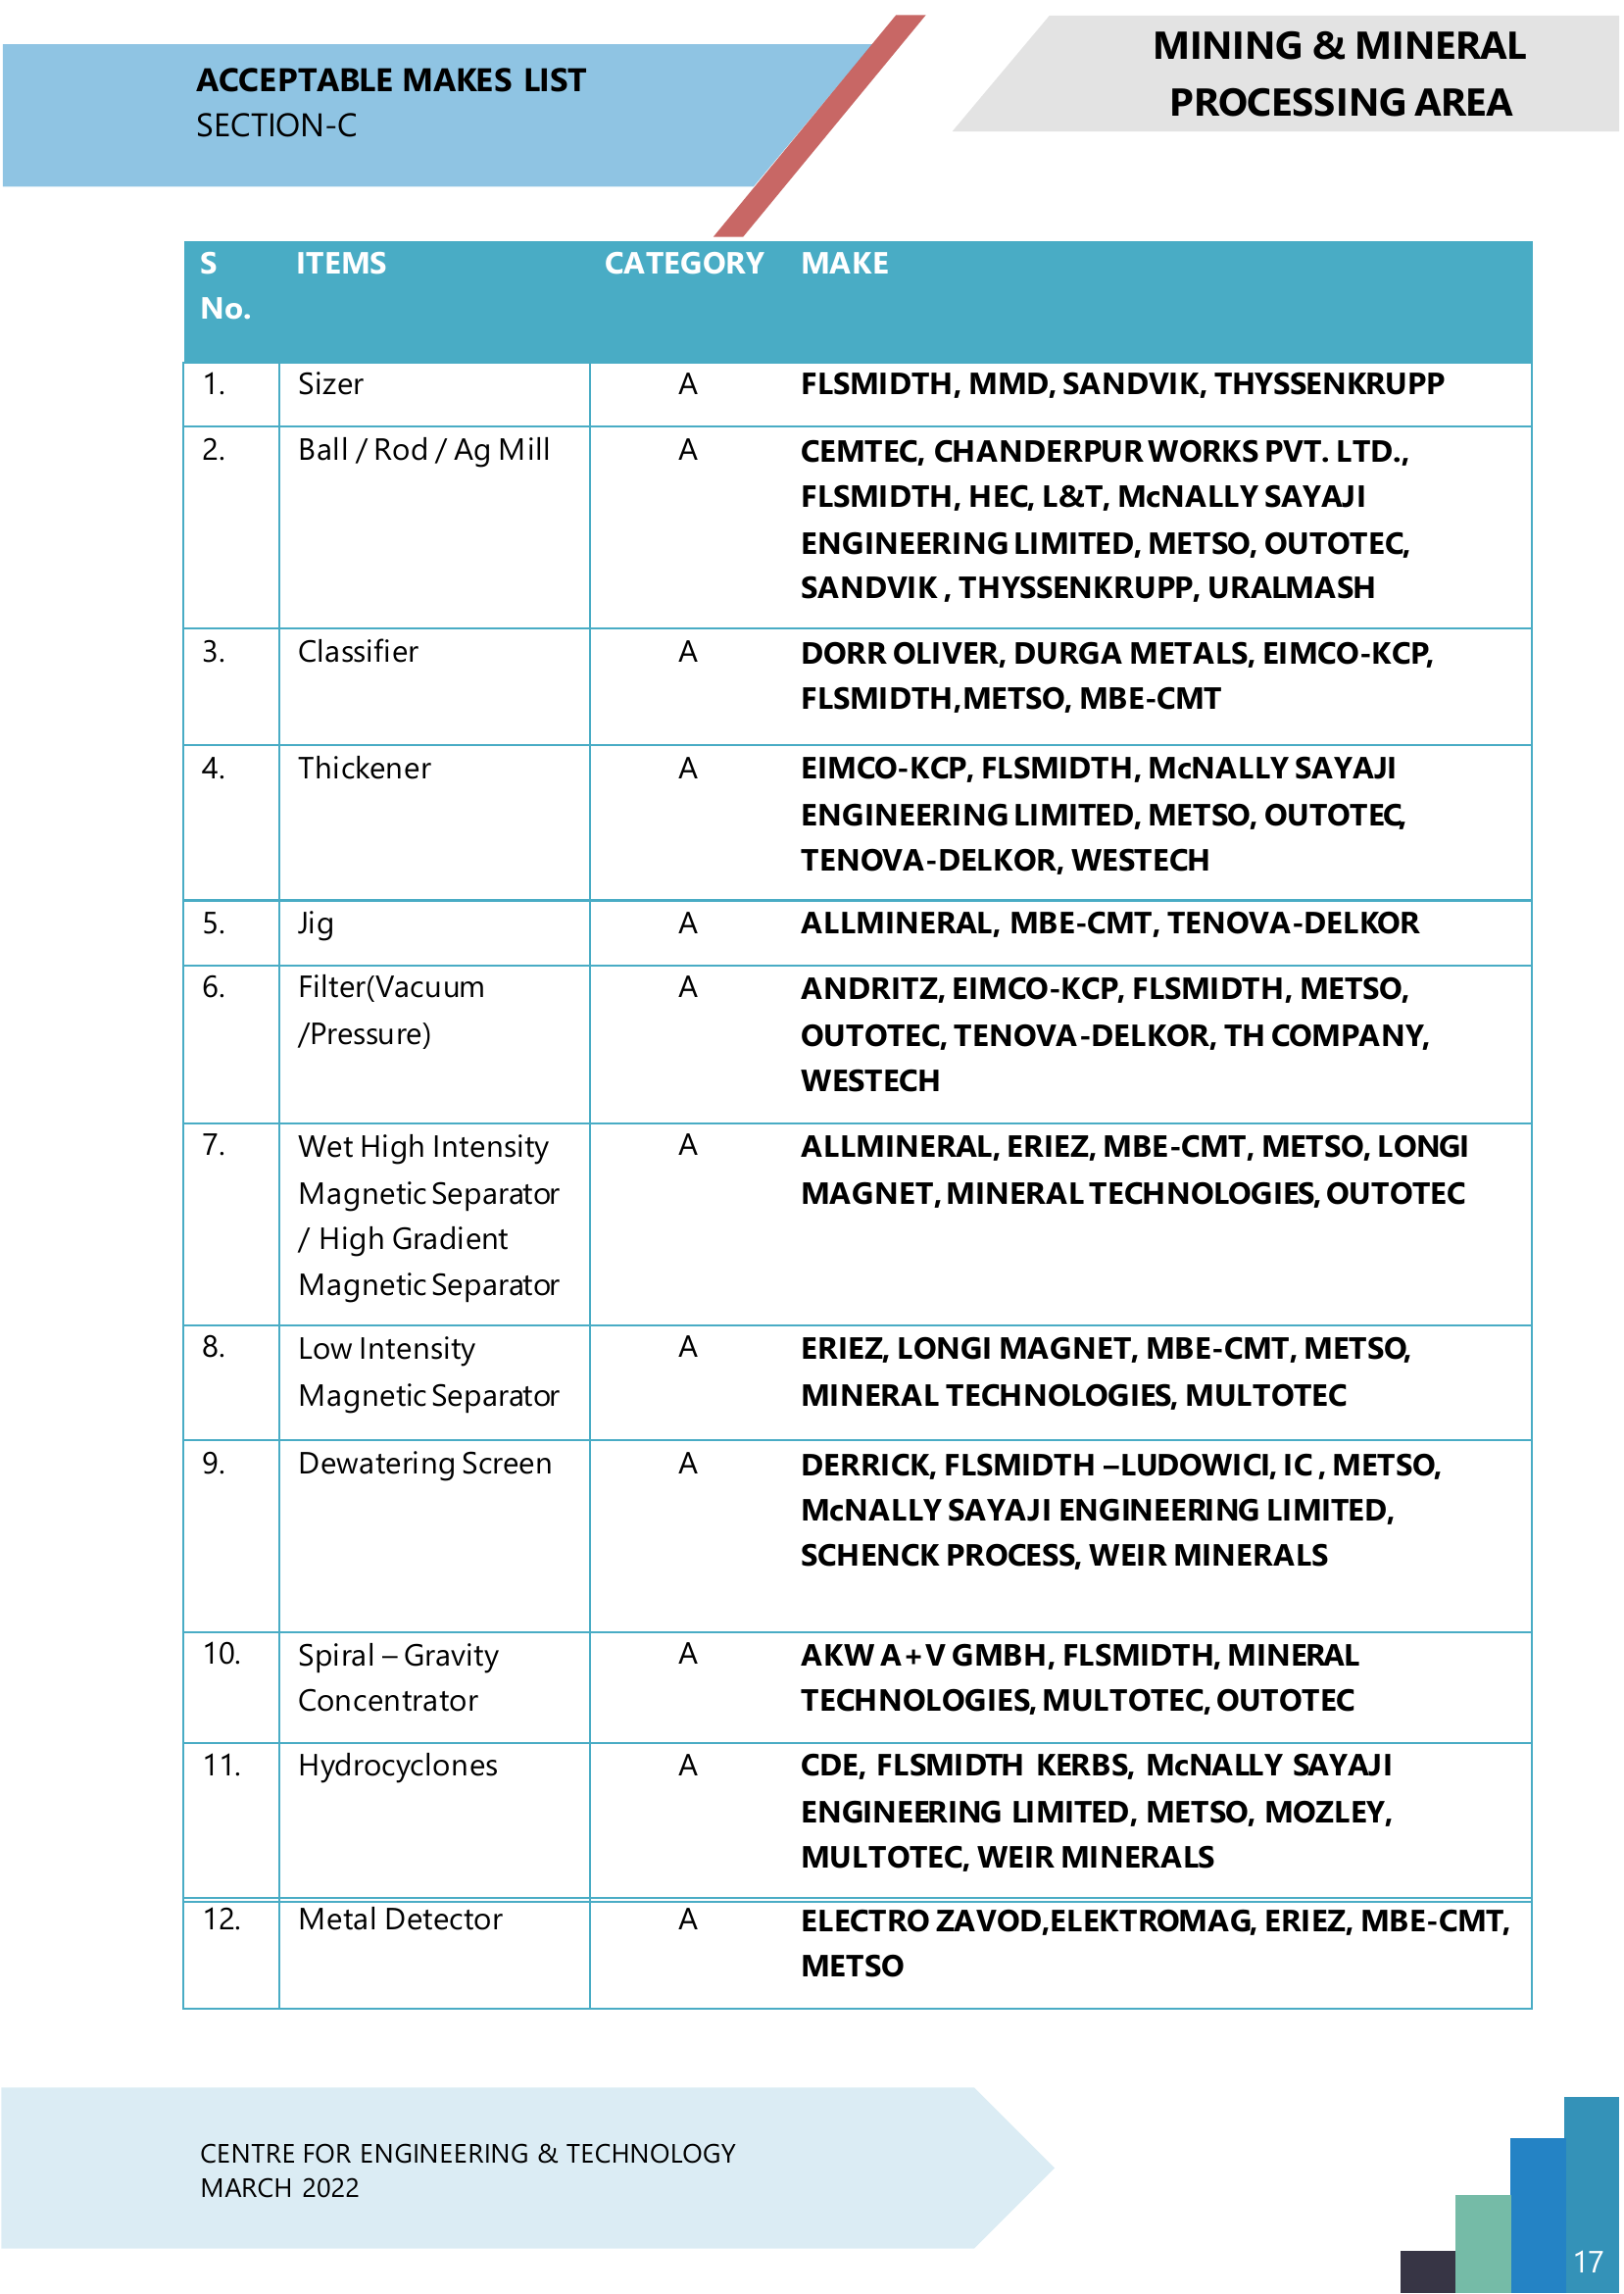 ACCEPTABLE MAKES LIST
SECTION-C
MINING & MINERAL
PROCESSING AREA
S No. ITEMS CATEGORY MAKE
1. Sizer A FLSMIDTH, MMD, SANDVIK, THYSSENKRUPP
2. Ball / Rod / Ag Mill A CEMTEC, CHANDERPUR WORKS PVT. LTD.,
FLSMIDTH, HEC, L&T, McNALLY SAYAJI
ENGINEERING LIMITED, METSO, OUTOTEC,
SANDVIK , THYSSENKRUPP, URALMASH
3. Classifier A DORR OLIVER, DURGA METALS, EIMCO-KCP,
FLSMIDTH,METSO, MBE-CMT
4. Thickener A EIMCO-KCP, FLSMIDTH, McNALLY SAYAJI
ENGINEERING LIMITED, METSO, OUTOTEC,
TENOVA-DELKOR, WESTECH
5. Jig A ALLMINERAL, MBE-CMT, TENOVA-DELKOR
6. Filter(Vacuum A ANDRITZ, EIMCO-KCP, FLSMIDTH, METSO,
/Pressure) OUTOTEC, TENOVA-DELKOR, TH COMPANY,
WESTECH
7. Wet High Intensity A ALLMINERAL, ERIEZ, MBE-CMT, METSO, LONGI
Magnetic Separator MAGNET, MINERAL TECHNOLOGIES, OUTOTEC
/ High Gradient
Magnetic Separator
8. Low Intensity A ERIEZ, LONGI MAGNET, MBE-CMT, METSO,
Magnetic Separator MINERAL TECHNOLOGIES, MULTOTEC
9. Dewatering Screen A DERRICK, FLSMIDTH –LUDOWICI, IC , METSO,
McNALLY SAYAJI ENGINEERING LIMITED,
SCHENCK PROCESS, WEIR MINERALS
10. Spiral – Gravity A AKW A+V GMBH, FLSMIDTH, MINERAL
Concentrator TECHNOLOGIES, MULTOTEC, OUTOTEC
11. Hydrocyclones A CDE, FLSMIDTH KERBS, McNALLY SAYAJI
ENGINEERING LIMITED, METSO, MOZLEY,
MULTOTEC, WEIR MINERALS
12. Metal Detector A ELECTRO ZAVOD,ELEKTROMAG, ERIEZ, MBE-CMT,
METSO
CENTRE FOR ENGINEERING & TECHNOLOGY
MARCH 2022
17